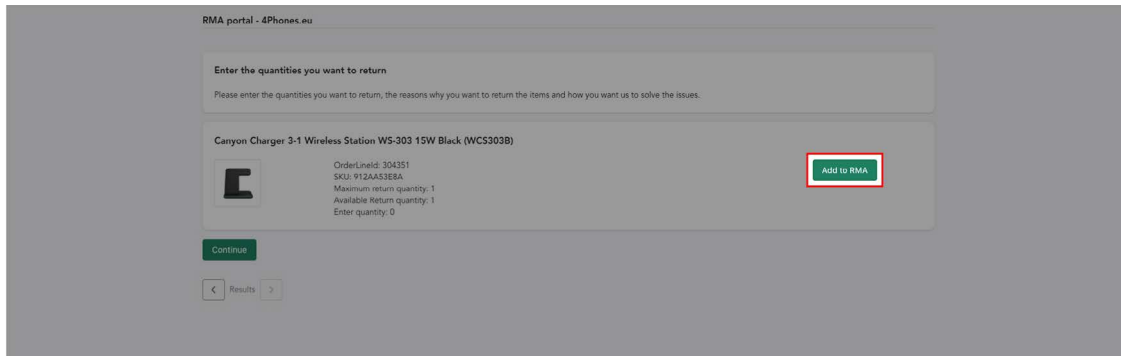 RMA portal - 4Phones.eu
Enter the quantities you want to return
Please enter the quantities you want to return, the reasons why you want to return the items and how you want us to solve the issues.
Canyon Charger 3-1 Wireless Station WS-303 15W Black (WCS303B)
OrderLineId: 304351
SKU: 912AA53E8A
Maximum return quantity: 1
Available Return quantity: 1
Enter quantity: 0
Add to RMA
Continue
Results